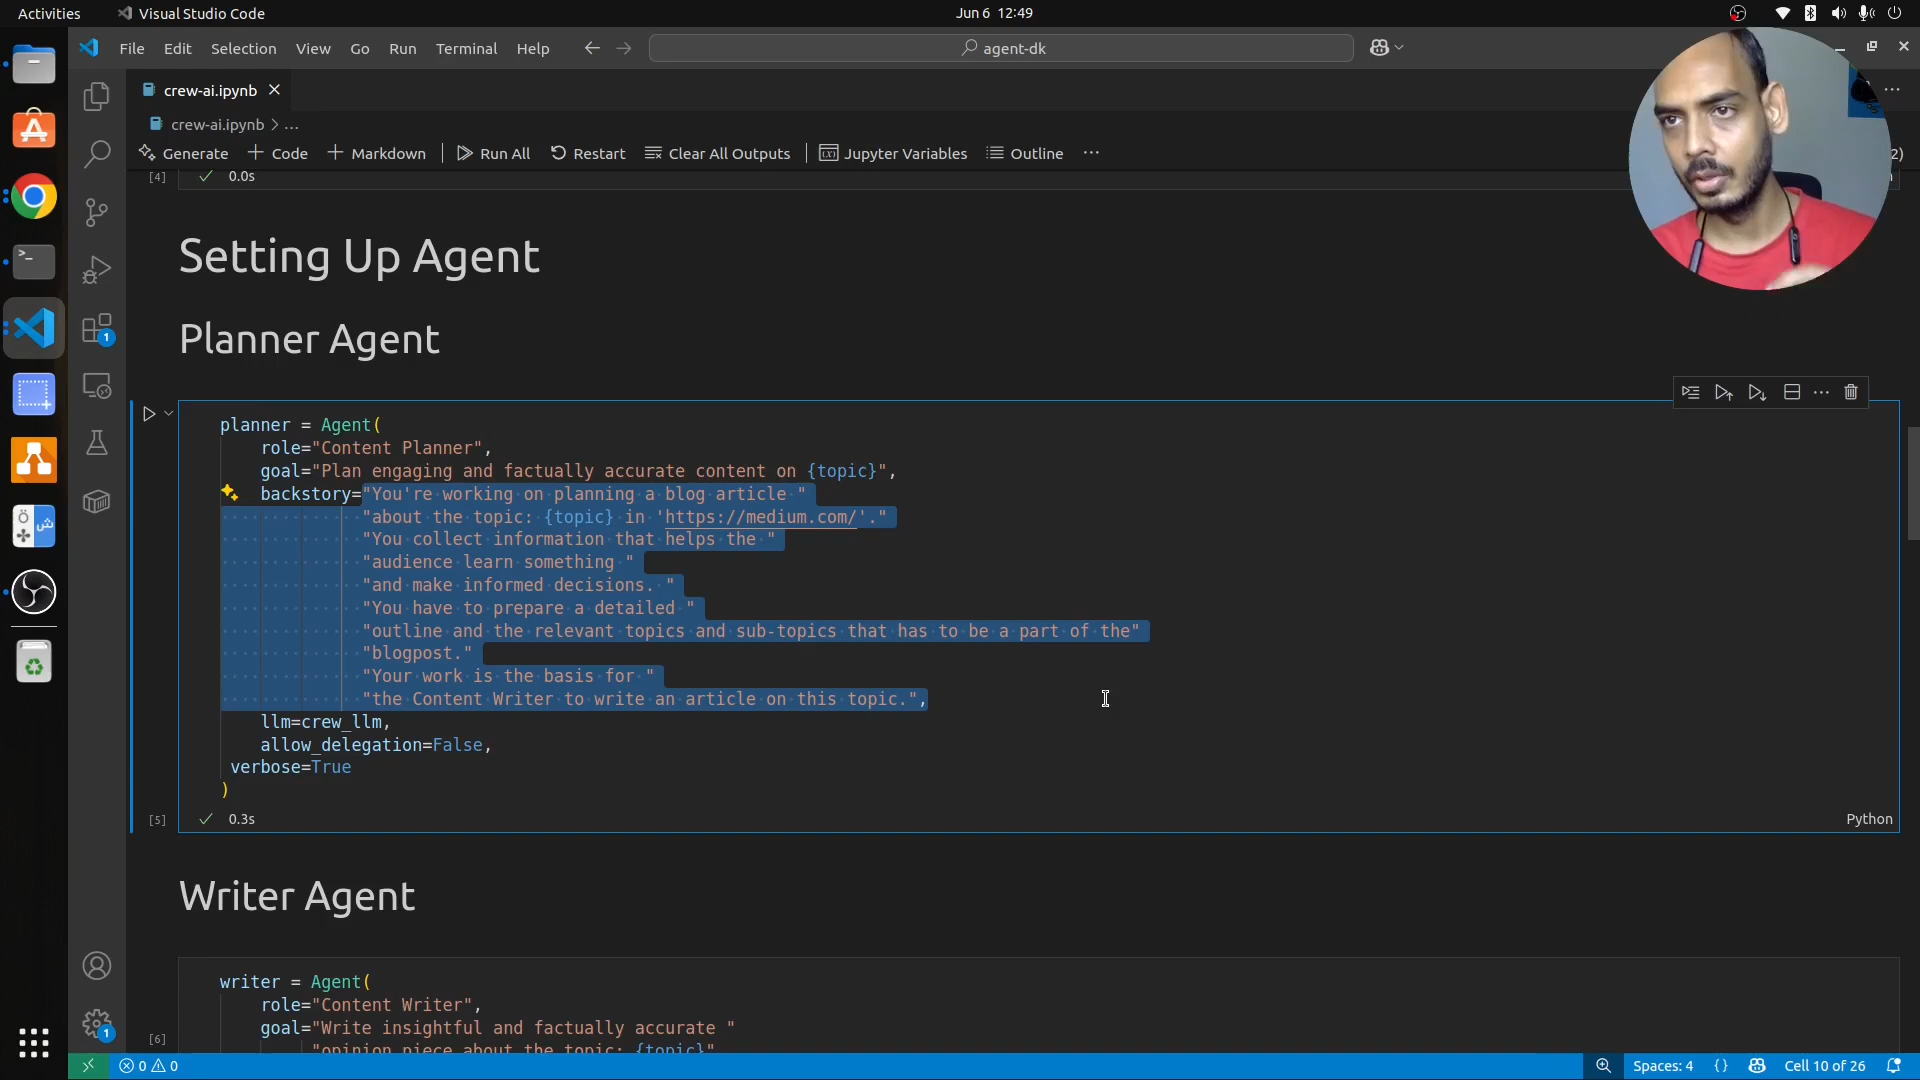 Activities
Visual Studio Code
Jun 6 12:49
File Edit Selection View Go Run Terminal Help
agent-dk
crew-ai.ipynb
crew-ai.ipynb > ...
Generate + Code + Markdown Run All Restart Clear All Outputs Jupyter Variables Outline ...
[4] 0.0s
Setting Up Agent
Planner Agent
planner = Agent(
role="Content Planner",
goal="Plan engaging and factually accurate content on {topic}",
backstory="You're working on planning a blog article "
"about the topic: {topic} in 'https://medium.com/'."
"You collect information that helps the "
"audience learn something "
"and make informed decisions. "
"You have to prepare a detailed "
"outline and the relevant topics and sub-topics that has to be a part of the"
"blogpost."
"Your work is the basis for "
"the Content Writer to write an article on this topic.",
llm=crew_llm,
allow_delegation=False,
verbose=True
)
[5] 0.3s
Python
Writer Agent
writer = Agent(
role="Content Writer",
goal="Write insightful and factually accurate "
"opinion piece about the topic: {topic}"
[6]
0 0
Spaces: 4 {} Cell 10 of 26